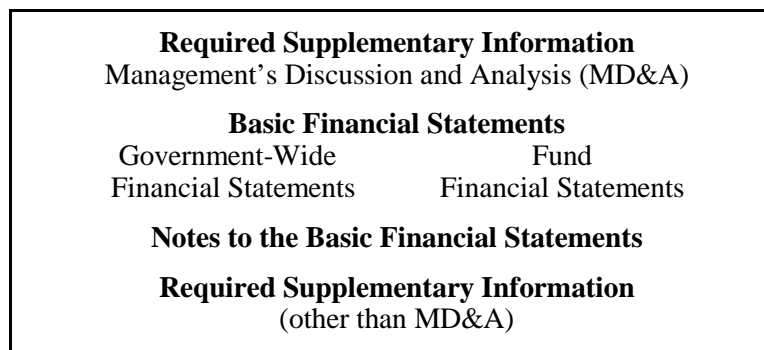 Required Supplementary Information
Management’s Discussion and Analysis (MD&A)
Basic Financial Statements
Government-Wide Fund
Financial Statements Financial Statements
Notes to the Basic Financial Statements
Required Supplementary Information
(other than MD&A)